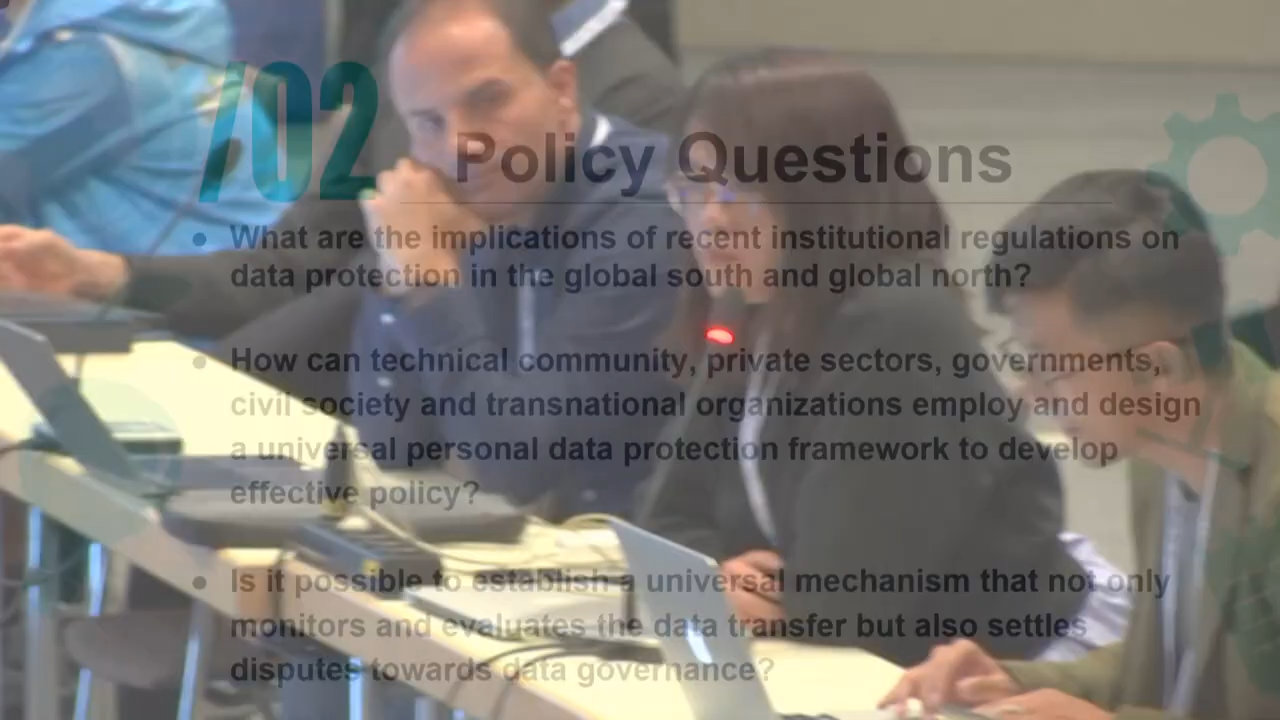 /02
Policy Questions
• What are the implications of recent institutional regulations on
data protection in the global south and global north?
• How can technical community, private sectors, governments,
civil society and transnational organizations employ and design
a universal personal data protection framework to develop
effective policy?
• Is it possible to establish a universal mechanism that not only
monitors and evaluates the data transfer but also settles
disputes towards data governance?